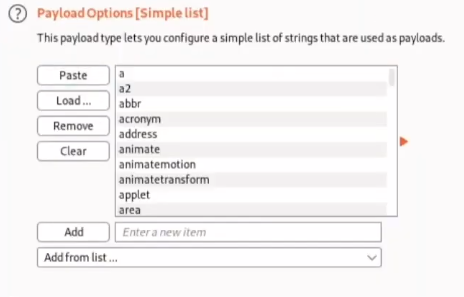 ? Payload Options [Simple list]
This payload type lets you configure a simple list of strings that are used as payloads.
Paste
Load ...
Remove
Clear
a
a2
abbr
acronym
address
animate
animatemotion
animatetransform
applet
area
Add
Enter a new item
Add from list ...